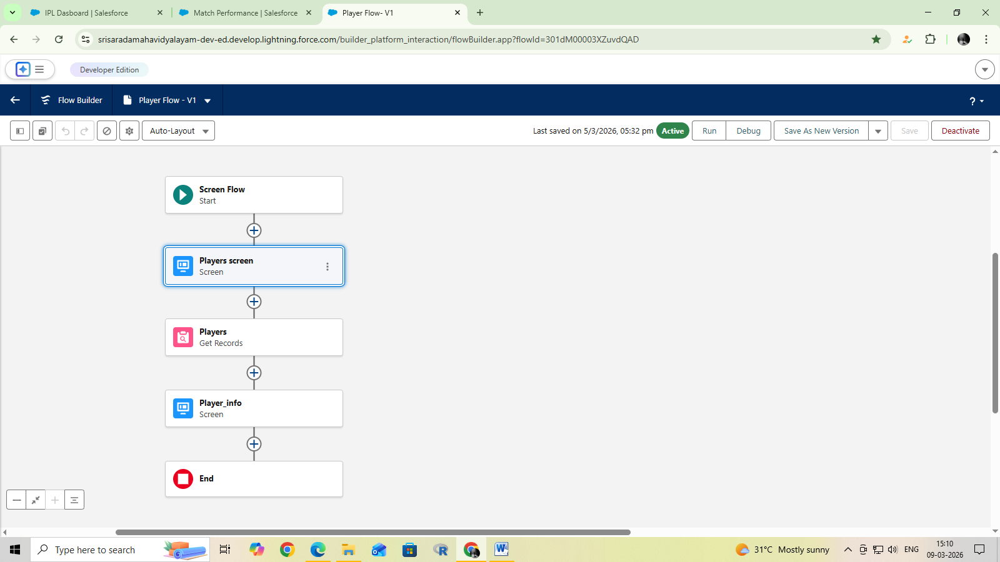 IPL Dasboard | Salesforce
Match Performance | Salesforce
Player Flow- V1
srisaradamahavidyalayam-dev-ed.develop.lightning.force.com/builder_platform_interaction/flowBuilder.app?flowId=301dM00003XZuvdQAD
Developer Edition
Flow Builder
Player Flow - V1
?
Auto-Layout
Last saved on 5/3/2026, 05:32 pm
Active
Run
Debug
Save As New Version
Save
Deactivate
Screen Flow
Start
Players screen
Screen
Players
Get Records
Player_info
Screen
End
Type here to search
31°C Mostly sunny
ENG
15:10
09-03-2026